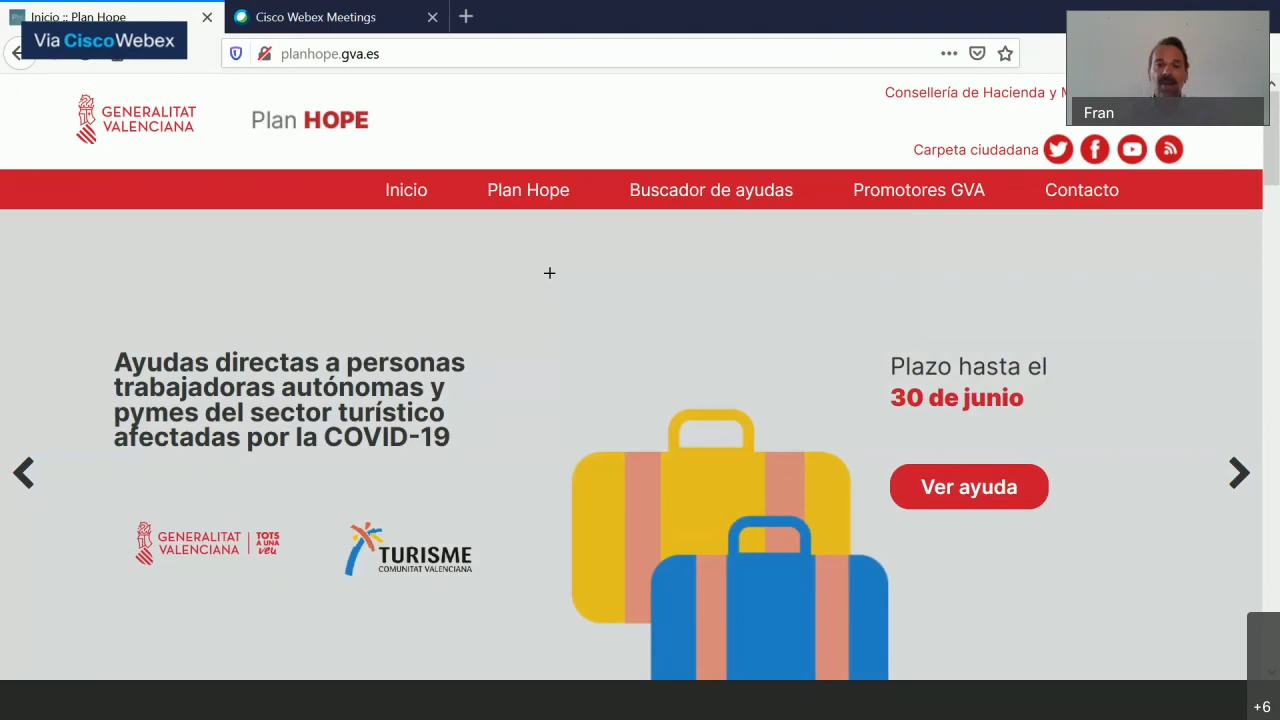 Inicio :: Plan Hope
Cisco Webex Meetings
Via Cisco Webex
planhope.gva.es
Fran
GENERALITAT
VALENCIANA
Plan HOPE
Consellería de Hacienda y
Carpeta ciudadana
Inicio
Plan Hope
Buscador de ayudas
Promotores GVA
Contacto
Ayudas directas a personas
trabajadoras autónomas y
pymes del sector turístico
afectadas por la COVID-19
Plazo hasta el
30 de junio
Ver ayuda
GENERALITAT
VALENCIANA
TOTS
A UNA
veu
TURISME
COMUNITAT VALENCIANA
+6